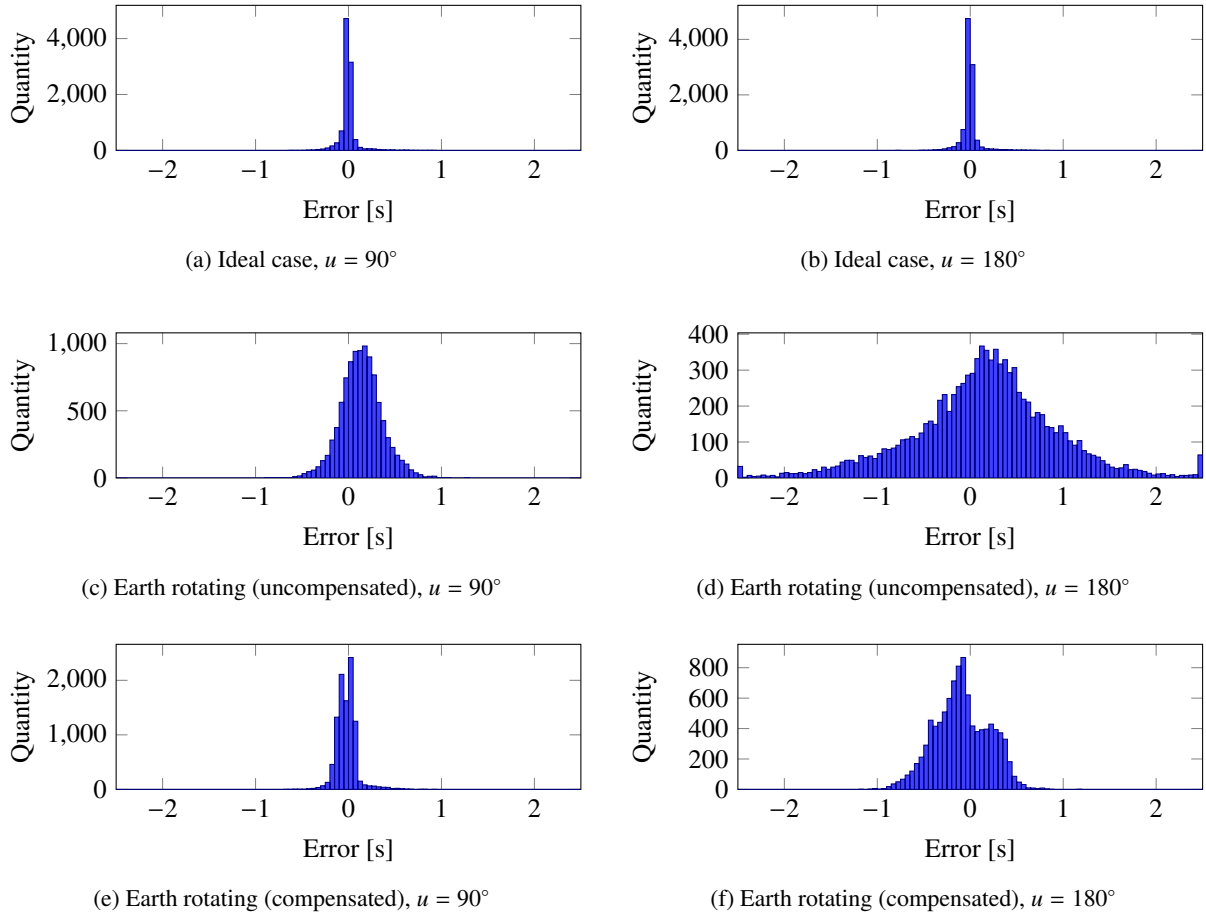 Quantity
4,000
2,000
0
−2 −1 0 1 2
Error [s]
(a) Ideal case, u = 90°
Quantity
4,000
2,000
0
−2 −1 0 1 2
Error [s]
(b) Ideal case, u = 180°
Quantity
1,000
500
0
−2 −1 0 1 2
Error [s]
(c) Earth rotating (uncompensated), u = 90°
Quantity
400
300
200
100
0
−2 −1 0 1 2
Error [s]
(d) Earth rotating (uncompensated), u = 180°
Quantity
2,000
1,000
0
−2 −1 0 1 2
Error [s]
(e) Earth rotating (compensated), u = 90°
Quantity
800
600
400
200
0
−2 −1 0 1 2
Error [s]
(f) Earth rotating (compensated), u = 180°